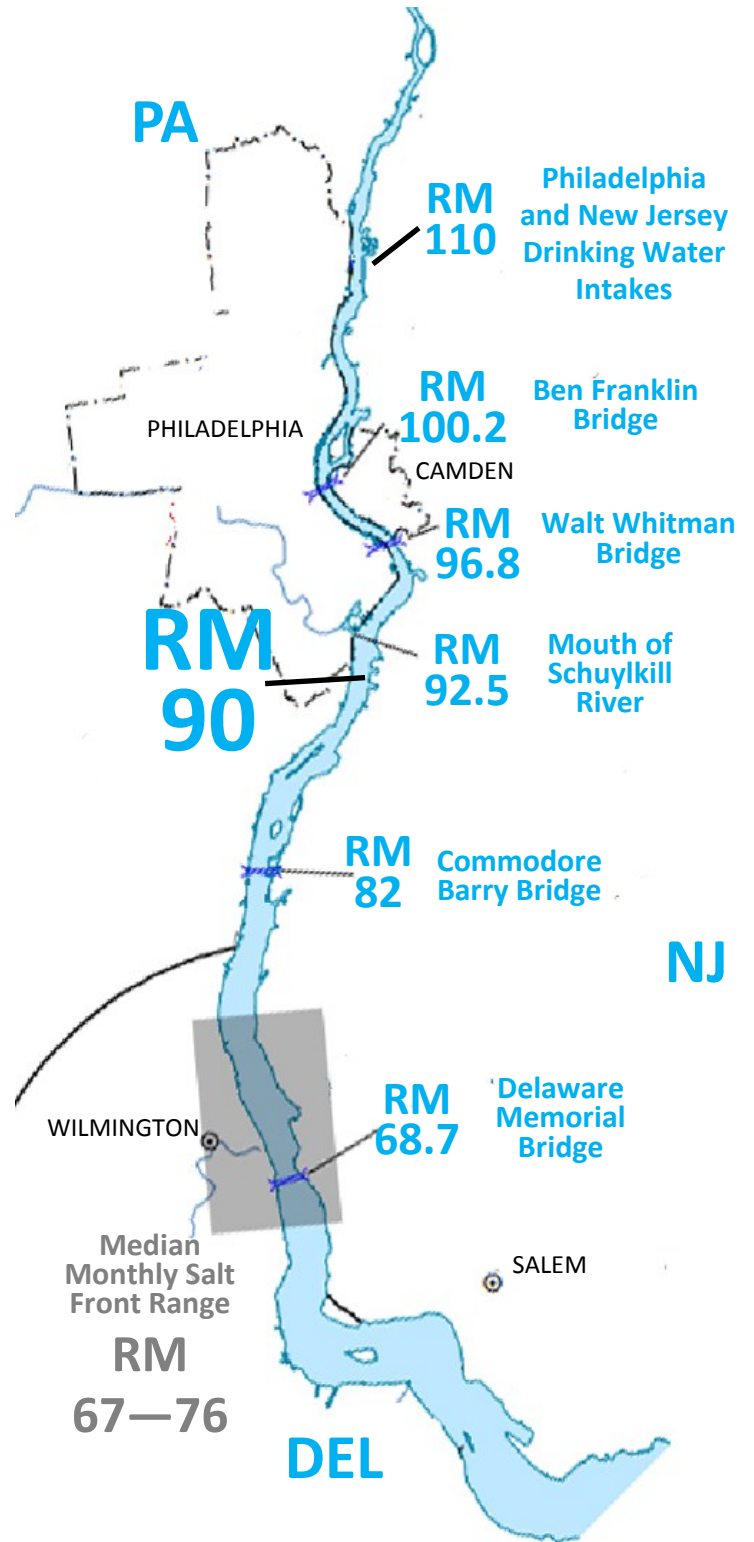 PA
RM
110
Philadelphia
and New Jersey
Drinking Water
Intakes
RM
100.2
Ben Franklin
Bridge
PHILADELPHIA
CAMDEN
RM
96.8
Walt Whitman
Bridge
RM
90
RM
92.5
Mouth of
Schuylkill
River
RM
82
Commodore
Barry Bridge
NJ
RM
68.7
Delaware
Memorial
Bridge
WILMINGTON
Median
Monthly Salt
Front Range
RM
67—76
SALEM
DEL